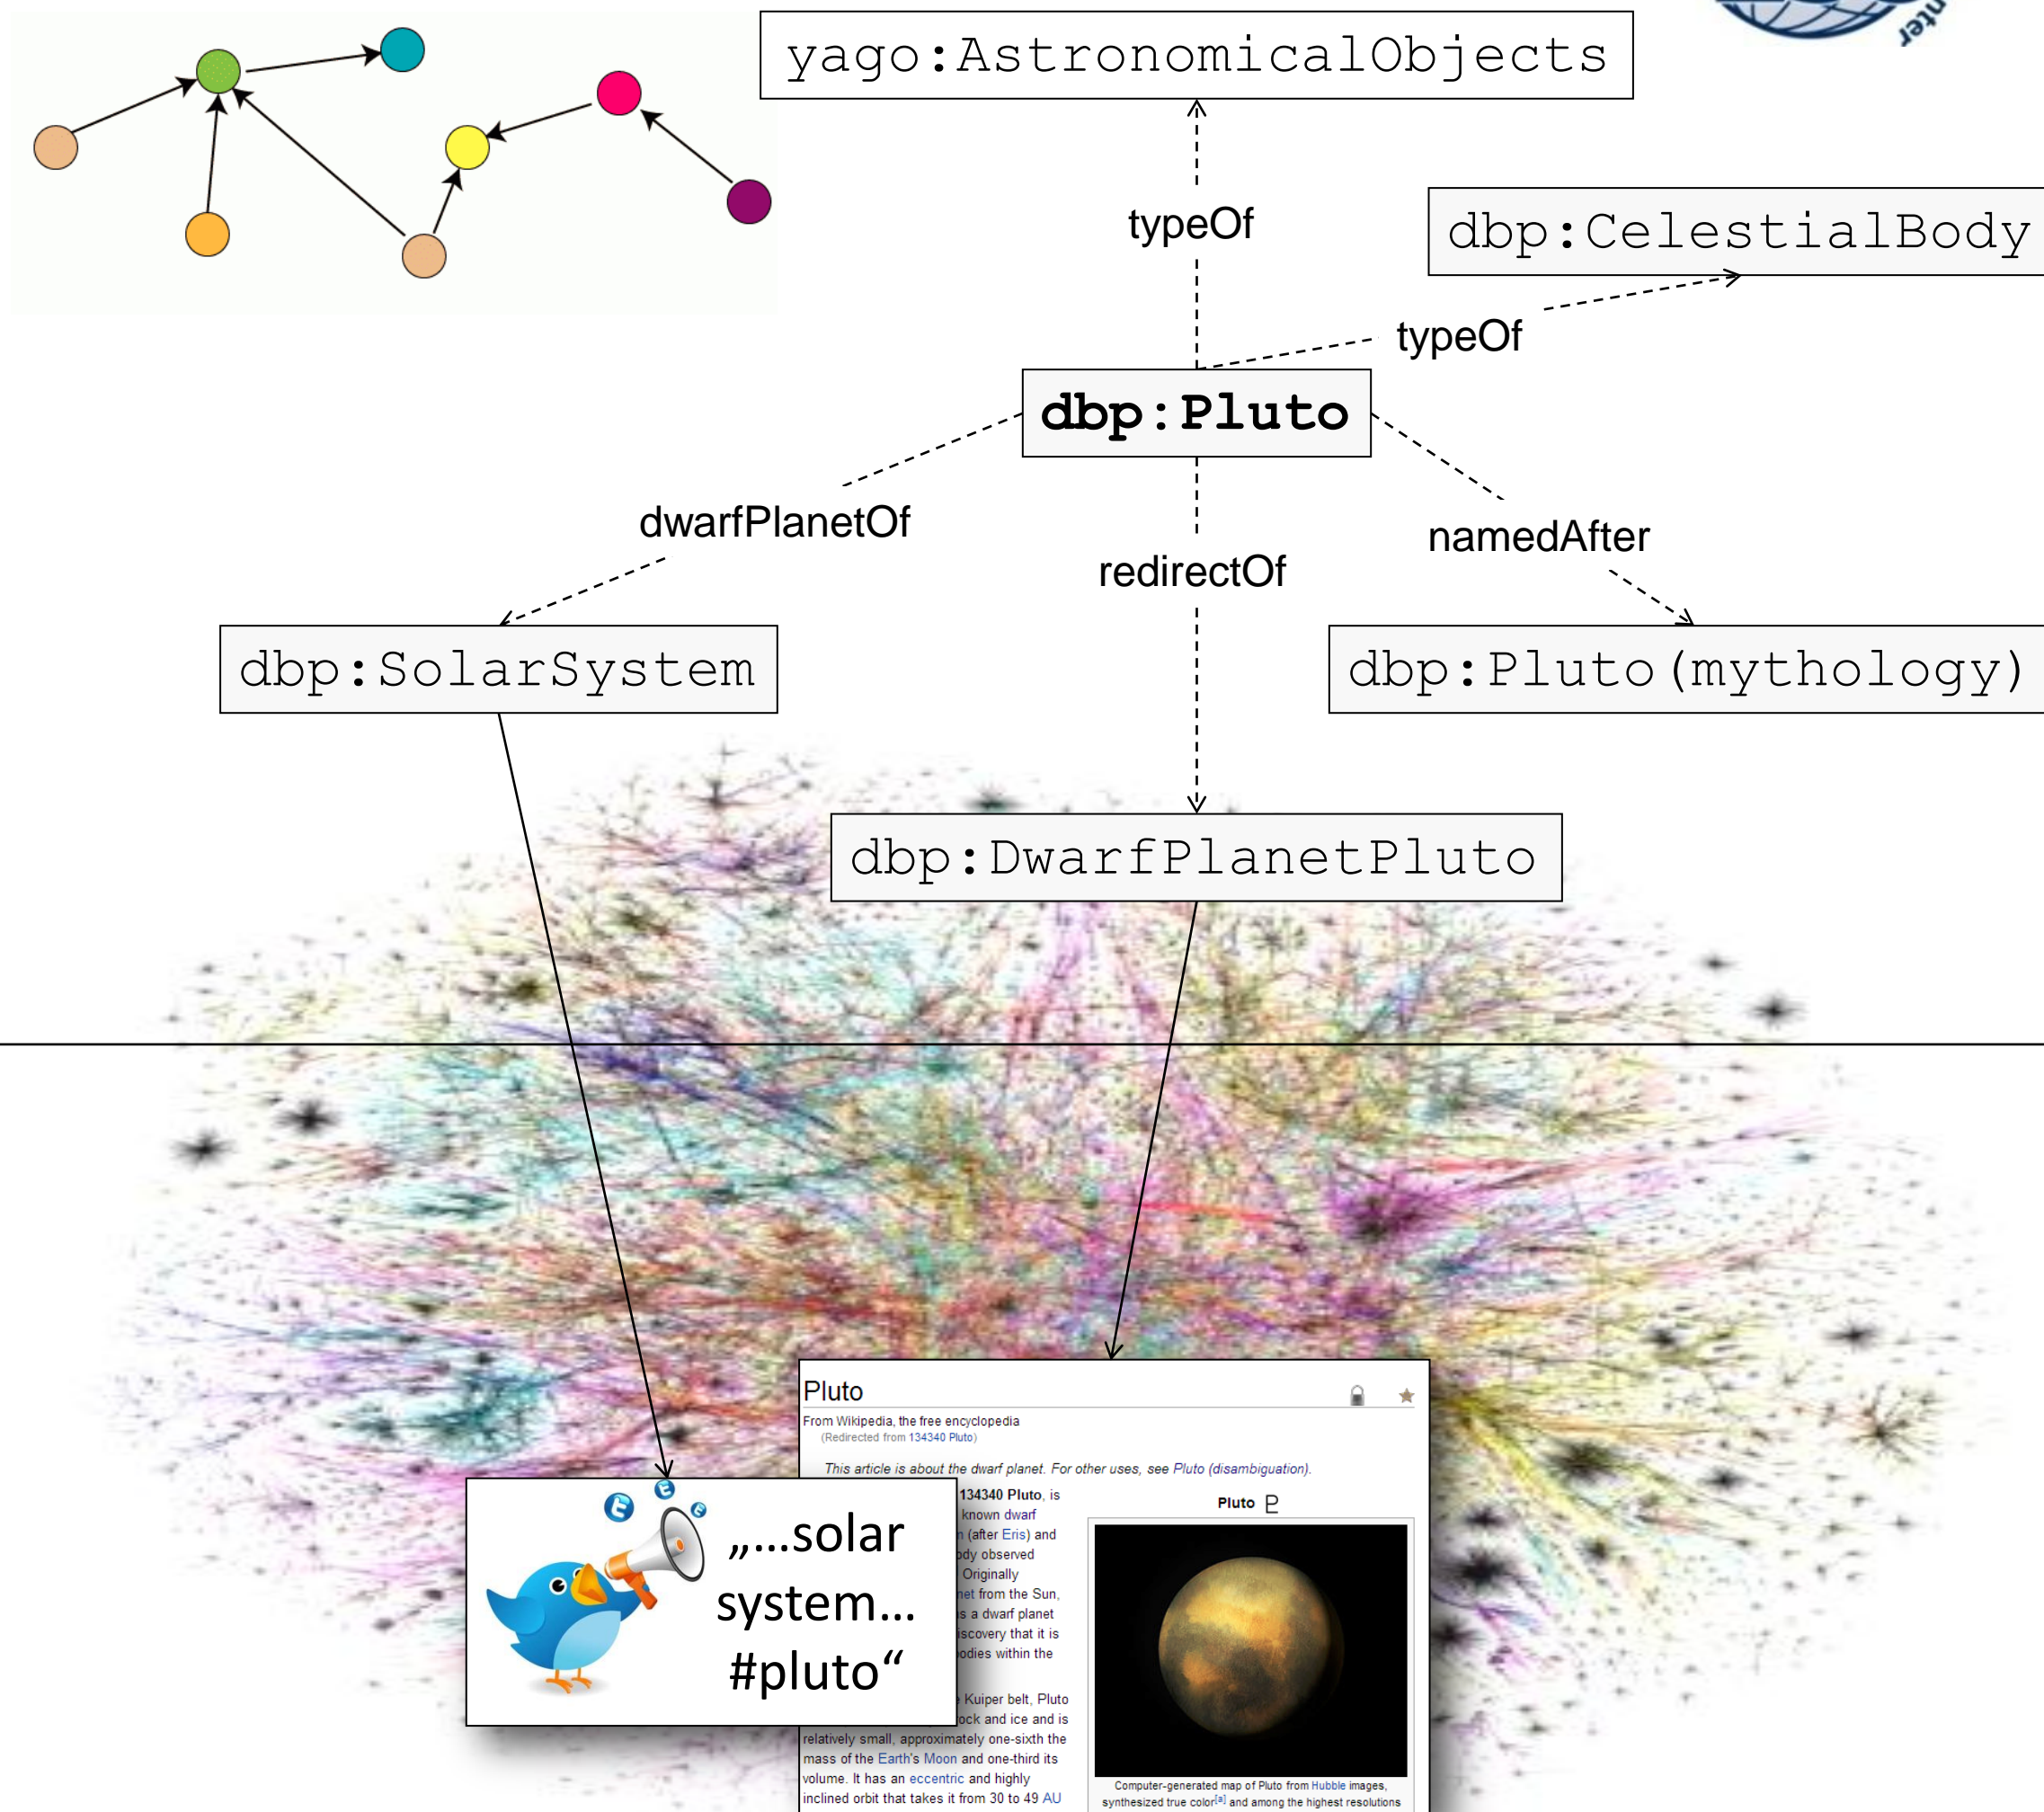 nter
yago:AstronomicalObjects
typeOf
dbp:CelestialBody
typeOf
dbp:Pluto
dwarfPlanetOf
redirectOf
namedAfter
dbp:SolarSystem
dbp:Pluto(mythology)
dbp:DwarfPlanetPluto
Pluto
From Wikipedia, the free encyclopedia
(Redirected from 134340 Pluto)
This article is about the dwarf planet. For other uses, see Pluto (disambiguation).
134340 Pluto, is
known dwarf
(after Eris) and
ody observed
Originally
net from the Sun,
s a dwarf planet
iscovery that it is
odies within the
Kuiper belt, Pluto
ock and ice and is
relatively small, approximately one-sixth the
mass of the Earth's Moon and one-third its
volume. It has an eccentric and highly
inclined orbit that takes it from 30 to 49 AU
Pluto ♇
Computer-generated map of Pluto from Hubble images,
synthesized true color[a] and among the highest resolutions
„...solar
system...
#pluto“